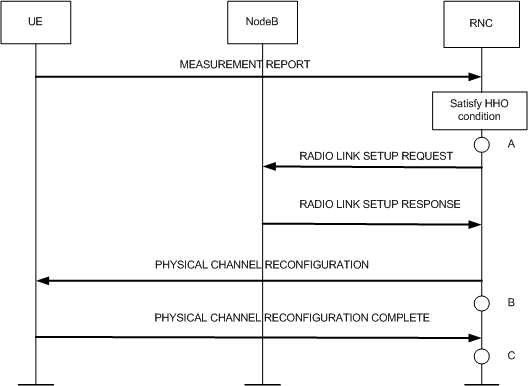 UE
NodeB
RNC
MEASUREMENT REPORT
Satisfy HHO
condition
A
RADIO LINK SETUP REQUEST
RADIO LINK SETUP RESPONSE
PHYSICAL CHANNEL RECONFIGURATION
B
PHYSICAL CHANNEL RECONFIGURATION COMPLETE
C